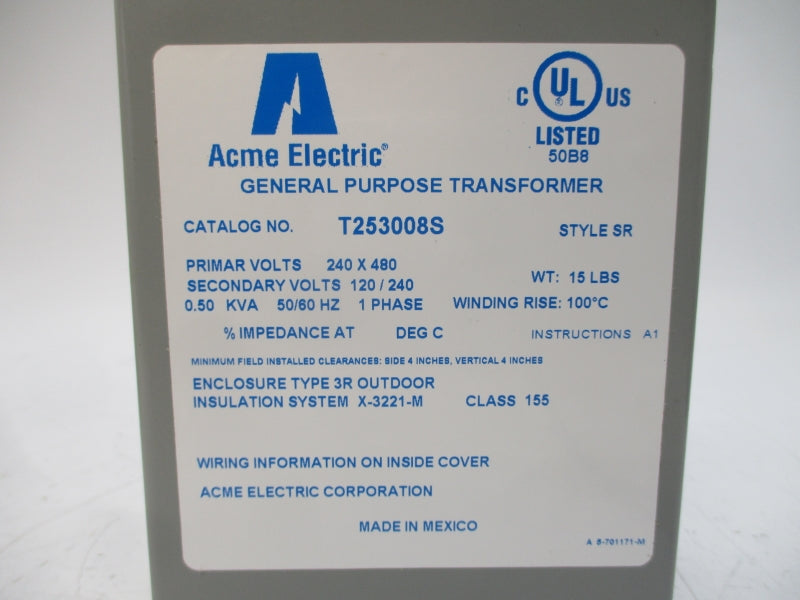 C UL US
LISTED
50B8
Acme Electric®
GENERAL PURPOSE TRANSFORMER
CATALOG NO. T253008S STYLE SR
PRIMAR VOLTS 240 X 480
SECONDARY VOLTS 120 / 240 WT: 15 LBS
0.50 KVA 50/60 HZ 1 PHASE WINDING RISE: 100°C
% IMPEDANCE AT DEG C INSTRUCTIONS A1
MINIMUM FIELD INSTALLED CLEARANCES: SIDE 4 INCHES, VERTICAL 4 INCHES
ENCLOSURE TYPE 3R OUTDOOR
INSULATION SYSTEM X-3221-M CLASS 155
WIRING INFORMATION ON INSIDE COVER
ACME ELECTRIC CORPORATION
MADE IN MEXICO
A 8-701171-M